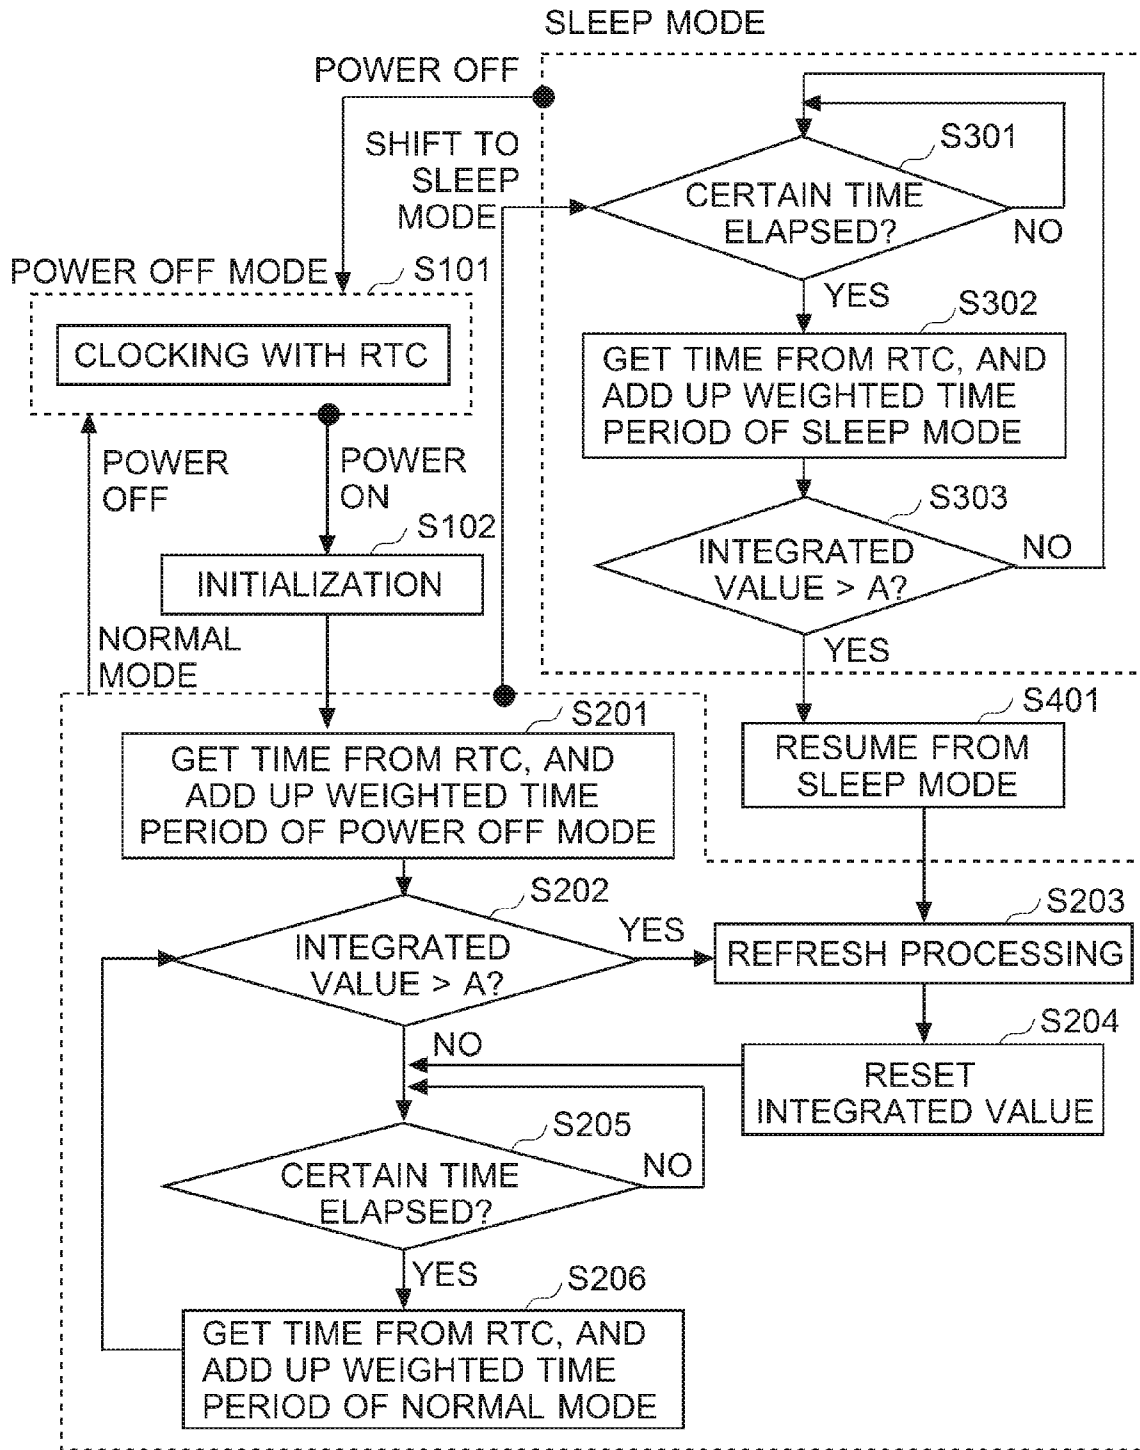 SLEEP MODE
POWER OFF
SHIFT TO
SLEEP
MODE
S301
CERTAIN TIME
ELAPSED?
NO
YES
POWER OFF MODE
S101
CLOCKING WITH RTC
S302
GET TIME FROM RTC, AND
ADD UP WEIGHTED TIME
PERIOD OF SLEEP MODE
POWER
OFF
POWER
ON
S303
INTEGRATED
VALUE > A?
NO
YES
S102
INITIALIZATION
NORMAL
MODE
S201
GET TIME FROM RTC, AND
ADD UP WEIGHTED TIME
PERIOD OF POWER OFF MODE
S401
RESUME FROM
SLEEP MODE
S202
INTEGRATED
VALUE > A?
YES
S203
REFRESH PROCESSING
NO
S204
RESET
INTEGRATED VALUE
S205
CERTAIN TIME
ELAPSED?
NO
YES
S206
GET TIME FROM RTC, AND
ADD UP WEIGHTED TIME
PERIOD OF NORMAL MODE